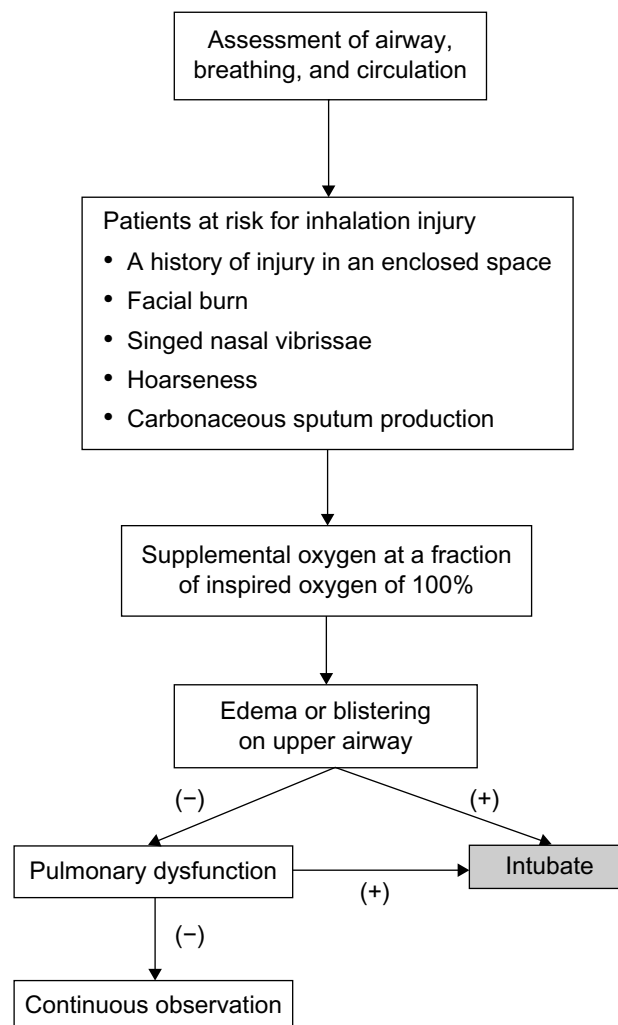 Assessment of airway,
breathing, and circulation
Patients at risk for inhalation injury
• A history of injury in an enclosed space
• Facial burn
• Singed nasal vibrissae
• Hoarseness
• Carbonaceous sputum production
Supplemental oxygen at a fraction
of inspired oxygen of 100%
Edema or blistering
on upper airway
(−)
(+)
Pulmonary dysfunction
(+)
Intubate
(−)
Continuous observation